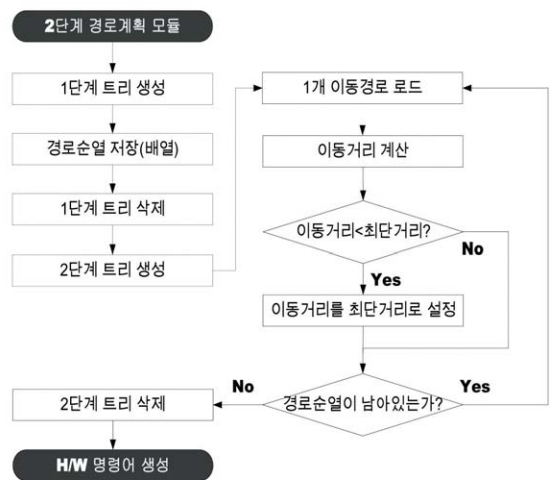 2단계 경로계획 모듈
1단계 트리 생성
경로순열 저장(배열)
1단계 트리 삭제
2단계 트리 생성
1개 이동경로 로드
이동거리 계산
이동거리<최단거리?
No
Yes
이동거리를 최단거리로 설정
경로순열이 남아있는가?
No
Yes
2단계 트리 삭제
H/W 명령어 생성